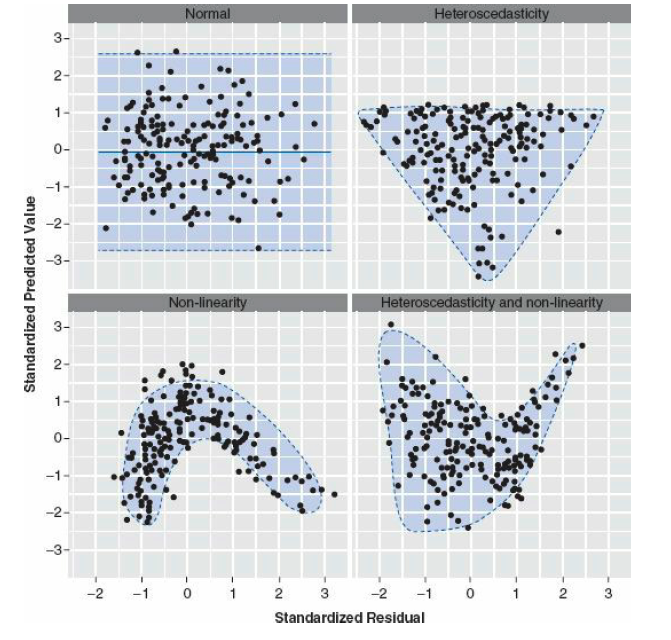 Normal
Heteroscedasticity
3
2
1
0
−1
−2
−3
Standardized Predicted Value
Non-linearity
Heteroscedasticity and non-linearity
3
2
1
0
−1
−2
−3
−2 −1 0 1 2 3
−2 −1 0 1 2 3
Standardized Residual